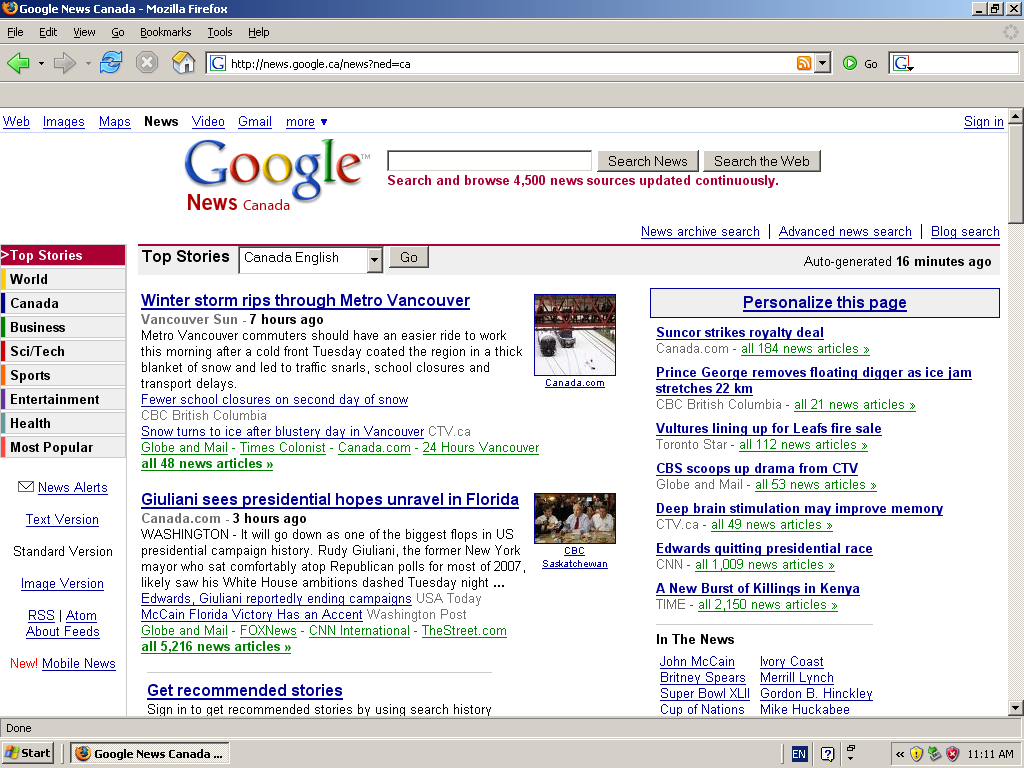 Google News Canada - Mozilla Firefox
File Edit View Go Bookmarks Tools Help
G http://news.google.ca/news?ned=ca Go G
Web Images Maps News Video Gmail more ▼ Sign in
Google™
News Canada
Search News Search the Web
Search and browse 4,500 news sources updated continuously.
News archive search | Advanced news search | Blog search
>Top Stories
World
Canada
Business
Sci/Tech
Sports
Entertainment
Health
Most Popular
News Alerts
Text Version
Standard Version
Image Version
RSS | Atom
About Feeds
New! Mobile News
Top Stories Canada English Go Auto-generated 16 minutes ago
Winter storm rips through Metro Vancouver
Vancouver Sun - 7 hours ago
Metro Vancouver commuters should have an easier ride to work
this morning after a cold front Tuesday coated the region in a thick
blanket of snow and led to traffic snarls, school closures and
transport delays.
Fewer school closures on second day of snow
CBC British Columbia
Snow turns to ice after blustery day in Vancouver CTV.ca
Globe and Mail - Times Colonist - Canada.com - 24 Hours Vancouver
all 48 news articles »
Canada.com
Giuliani sees presidential hopes unravel in Florida
Canada.com - 3 hours ago
WASHINGTON - It will go down as one of the biggest flops in US
presidential campaign history. Rudy Giuliani, the former New York
mayor who sat comfortably atop Republican polls for most of 2007,
likely saw his White House ambitions dashed Tuesday night ...
Edwards, Giuliani reportedly ending campaigns USA Today
McCain Florida Victory Has an Accent Washington Post
Globe and Mail - FOXNews - CNN International - TheStreet.com
all 5,216 news articles »
CBC
Saskatchewan
Get recommended stories
Sign in to get recommended stories by using search history
Personalize this page
Suncor strikes royalty deal
Canada.com - all 184 news articles »
Prince George removes floating digger as ice jam
stretches 22 km
CBC British Columbia - all 21 news articles »
Vultures lining up for Leafs fire sale
Toronto Star - all 112 news articles »
CBS scoops up drama from CTV
Globe and Mail - all 53 news articles »
Deep brain stimulation may improve memory
CTV.ca - all 49 news articles »
Edwards quitting presidential race
CNN - all 1,009 news articles »
A New Burst of Killings in Kenya
TIME - all 2,150 news articles »
In The News
John McCain Ivory Coast
Britney Spears Merrill Lynch
Super Bowl XLII Gordon B. Hinckley
Cup of Nations Mike Huckabee
Done
Start Google News Canada ... EN ? « 11:11 AM